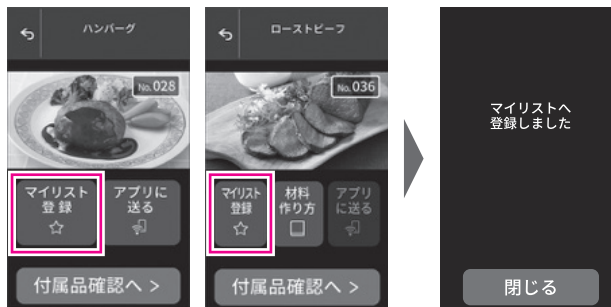 ハンバーグ
No.028
マイリスト
登録
アプリに
送る
付属品確認へ >
ローストビーフ
No.036
マイリスト
登録
材料
作り方
アプリ
に送る
付属品確認へ >
マイリストへ
登録しました
閉じる